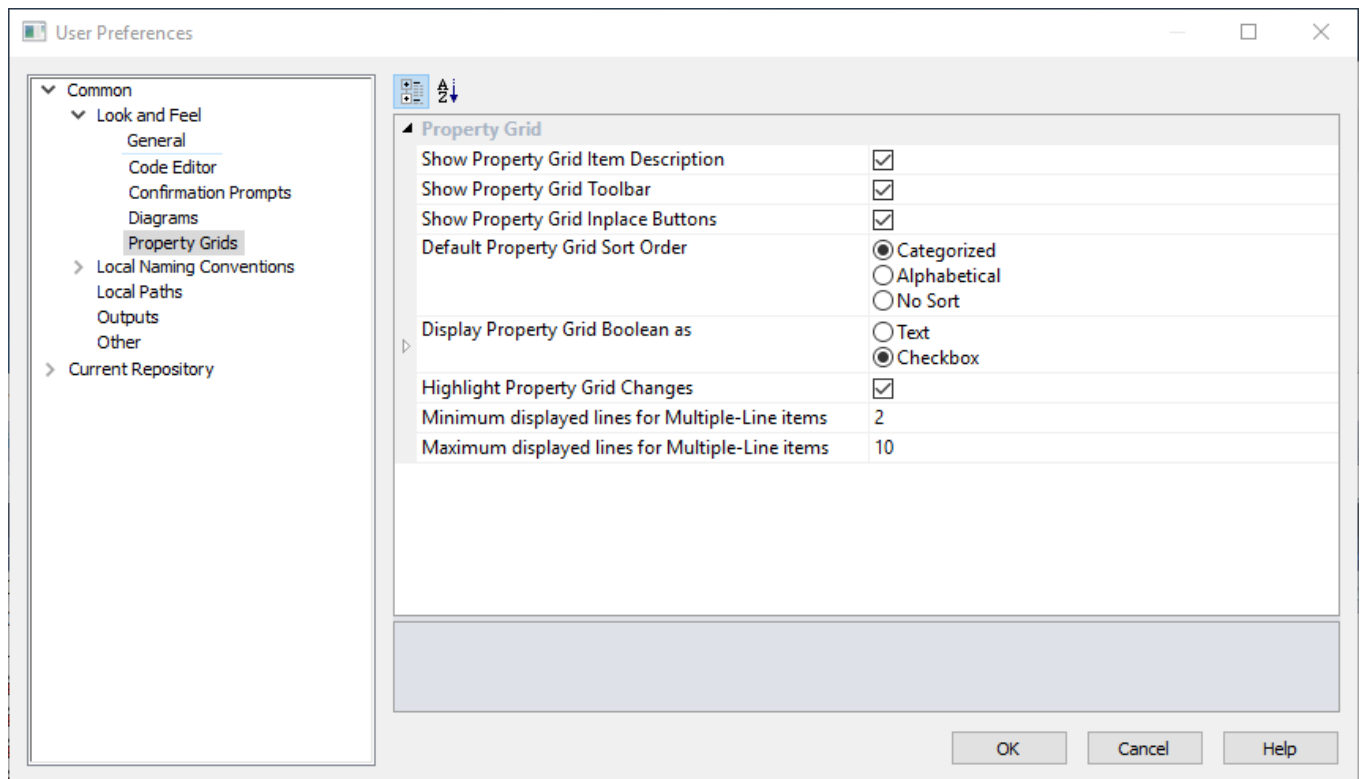 User Preferences
Common
Look and Feel
General
Code Editor
Confirmation Prompts
Diagrams
Property Grids
Local Naming Conventions
Local Paths
Outputs
Other
Current Repository
A
Z
Property Grid
Show Property Grid Item Description
Show Property Grid Toolbar
Show Property Grid Inplace Buttons
Default Property Grid Sort Order
Categorized
Alphabetical
No Sort
Display Property Grid Boolean as
Text
Checkbox
Highlight Property Grid Changes
Minimum displayed lines for Multiple-Line items 2
Maximum displayed lines for Multiple-Line items 10
OK Cancel Help